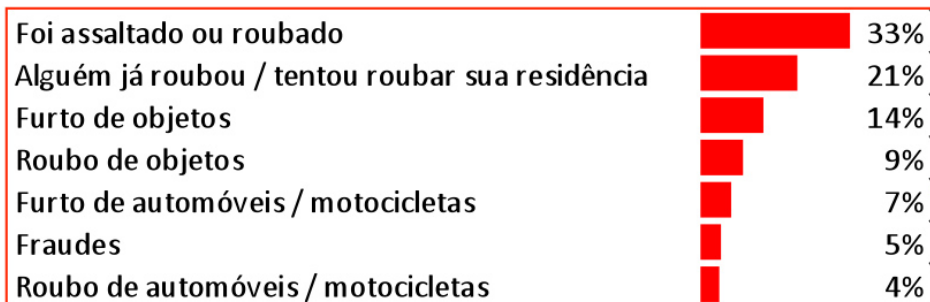 Foi assaltado ou roubado 33%
Alguém já roubou / tentou roubar sua residência 21%
Furto de objetos 14%
Roubo de objetos 9%
Furto de automóveis / motocicletas 7%
Fraudes 5%
Roubo de automóveis / motocicletas 4%